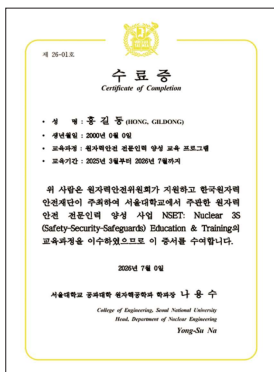 제 26-01호
수 료 증
Certificate of Completion
• 성 명 : 홍 길 동 (HONG, GILDONG)
• 생년월일 : 2000년 0월 0일
• 교육과정 : 원자력안전 전문인력 양성 교육 프로그램
• 교육기간 : 2025년 3월부터 2026년 7월까지
위 사람은 원자력안전위원회가 지원하고 한국원자력
안전재단이 주최하여 서울대학교에서 주관한 원자력
안전 전문인력 양성 사업 NSET: Nuclear 3S
(Safety-Security-Safeguards) Education & Training의
교육과정을 이수하였으므로 이 증서를 수여합니다.
2026년 7월 0일
서울대학교 공과대학 원자핵공학과 학과장 나 용 수
College of Engineering, Seoul National University
Head, Department of Nuclear Engineering
Yong-Su Na